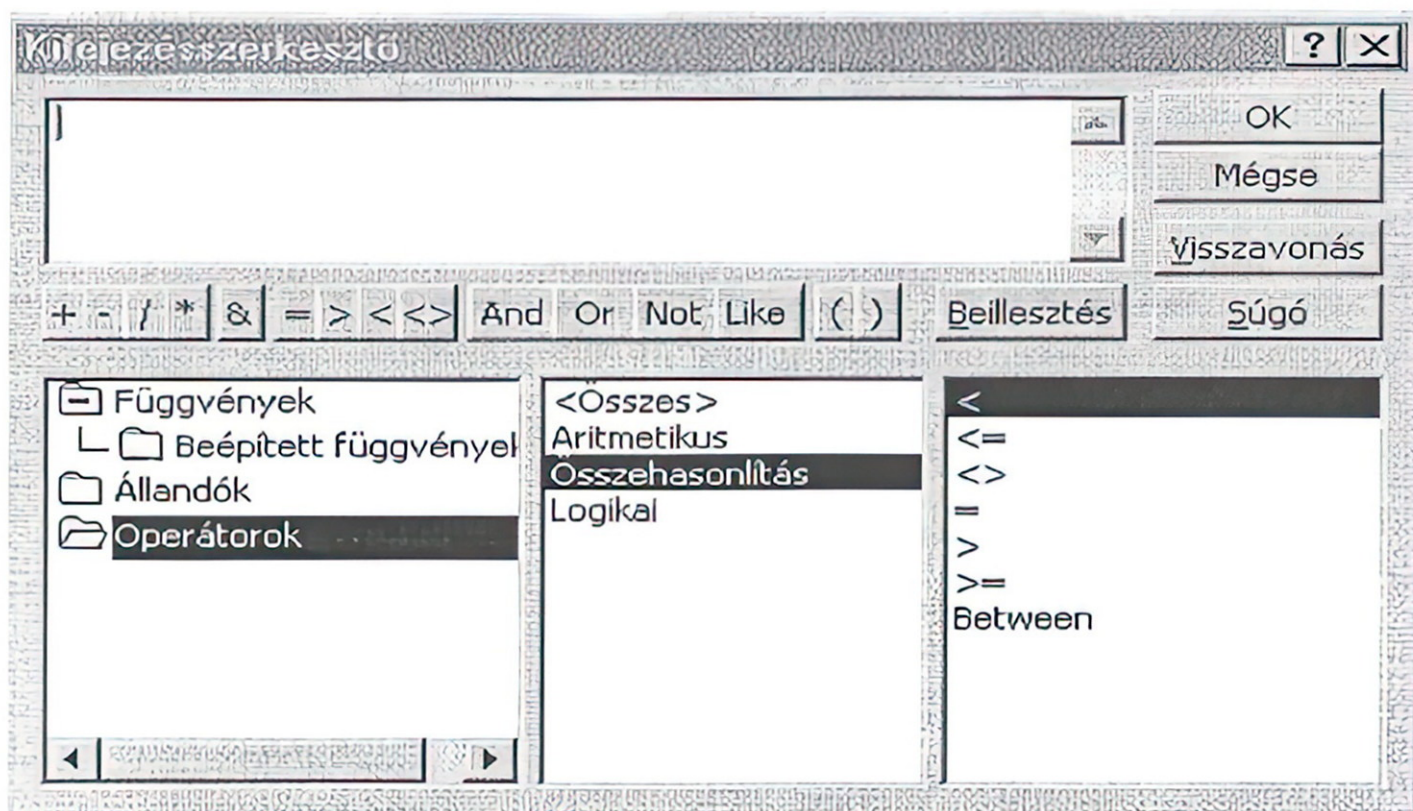 Kifejezésszerkesztő ? X
OK
Mégse
Visszavonás
+ - / * & = > < <> And Or Not Like ( ) Beillesztés Súgó
Függvények
Beépített függvények
Állandók
Operátorok
<Összes>
Aritmetikus
Összehasonlítás
Logikai
<
<=
<>
=
>
>=
Between